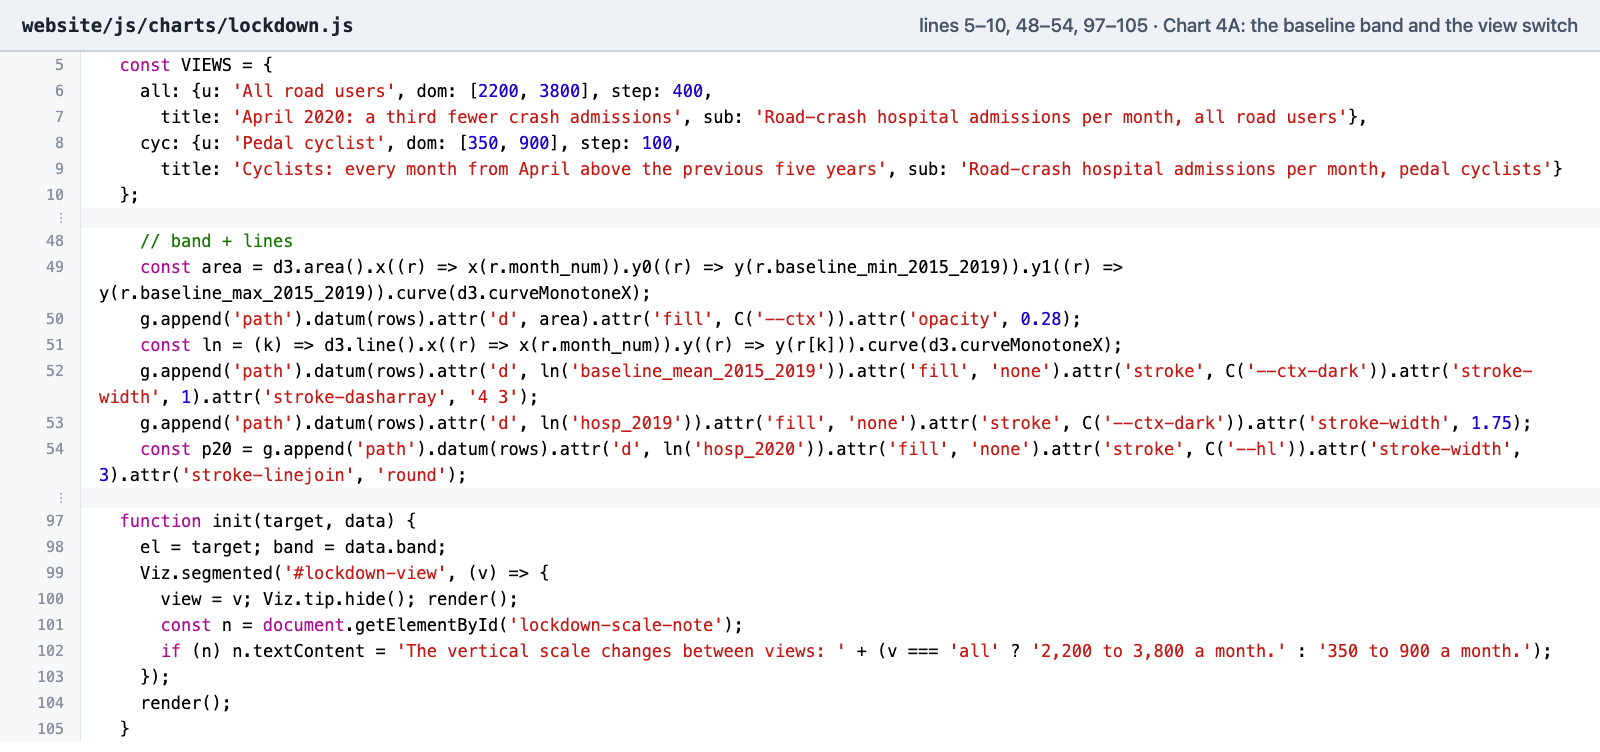 website/js/charts/lockdown.js
lines 5–10, 48–54, 97–105 · Chart 4A: the baseline band and the view switch
5 const VIEWS = {
6 all: {u: 'All road users', dom: [2200, 3800], step: 400,
7 title: 'April 2020: a third fewer crash admissions', sub: 'Road-crash hospital admissions per month, all road users'},
8 cyc: {u: 'Pedal cyclist', dom: [350, 900], step: 100,
9 title: 'Cyclists: every month from April above the previous five years', sub: 'Road-crash hospital admissions per month, pedal cyclists'}
10 };
⋮
48 // band + lines
49 const area = d3.area().x((r) => x(r.month_num)).y0((r) => y(r.baseline_min_2015_2019)).y1((r) =>
y(r.baseline_max_2015_2019)).curve(d3.curveMonotoneX);
50 g.append('path').datum(rows).attr('d', area).attr('fill', C('--ctx')).attr('opacity', 0.28);
51 const ln = (k) => d3.line().x((r) => x(r.month_num)).y((r) => y(r[k])).curve(d3.curveMonotoneX);
52 g.append('path').datum(rows).attr('d', ln('baseline_mean_2015_2019')).attr('fill', 'none').attr('stroke', C('--ctx-dark')).attr('stroke-
width', 1).attr('stroke-dasharray', '4 3');
53 g.append('path').datum(rows).attr('d', ln('hosp_2019')).attr('fill', 'none').attr('stroke', C('--ctx-dark')).attr('stroke-width', 1.75);
54 const p20 = g.append('path').datum(rows).attr('d', ln('hosp_2020')).attr('fill', 'none').attr('stroke', C('--hl')).attr('stroke-width',
3).attr('stroke-linejoin', 'round');
⋮
97 function init(target, data) {
98 el = target; band = data.band;
99 Viz.segmented('#lockdown-view', (v) => {
100 view = v; Viz.tip.hide(); render();
101 const n = document.getElementById('lockdown-scale-note');
102 if (n) n.textContent = 'The vertical scale changes between views: ' + (v === 'all' ? '2,200 to 3,800 a month.' : '350 to 900 a month.');
103 });
104 render();
105 }